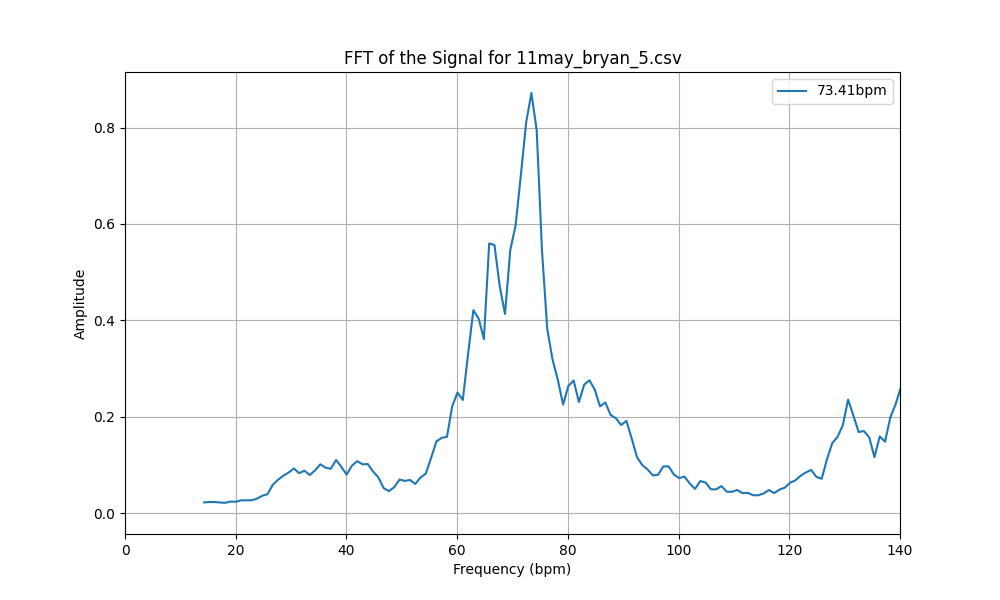 FFT of the Signal for 11may_bryan_5.csv
73.41bpm
Amplitude
0.8
0.6
0.4
0.2
0.0
0 20 40 60 80 100 120 140
Frequency (bpm)